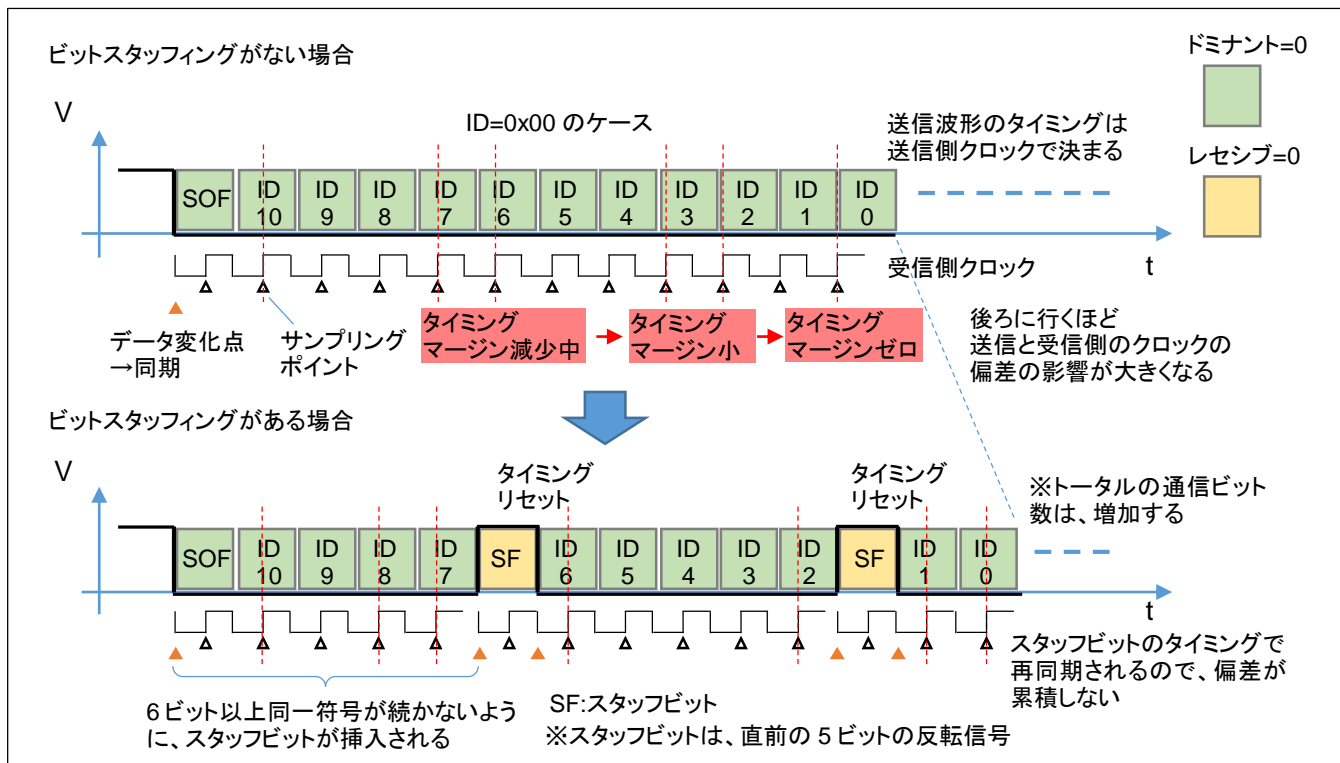 ビットスタッフィングがない場合
ドミナント=0
V
ID=0x00 のケース
送信波形のタイミングは
送信側クロックで決まる
レセシブ=0
SOF
ID
10
ID
9
ID
8
ID
7
ID
6
ID
5
ID
4
ID
3
ID
2
ID
1
ID
0
受信側クロック
t
データ変化点
→同期
サンプリング
ポイント
タイミング
マージン減少中
タイミング
マージン小
タイミング
マージンゼロ
後ろに行くほど
送信と受信側のクロックの
偏差の影響が大きくなる
ビットスタッフィングがある場合
V
タイミング
リセット
タイミング
リセット
※トータルの通信ビット
数は、増加する
SOF
ID
10
ID
9
ID
8
ID
7
SF
ID
6
ID
5
ID
4
ID
3
ID
2
SF
ID
1
ID
0
t
スタッフビットのタイミングで
再同期されるので、偏差が
累積しない
6ビット以上同一符号が続かないよう
に、スタッフビットが挿入される
SF:スタッフビット
※スタッフビットは、直前の 5 ビットの反転信号